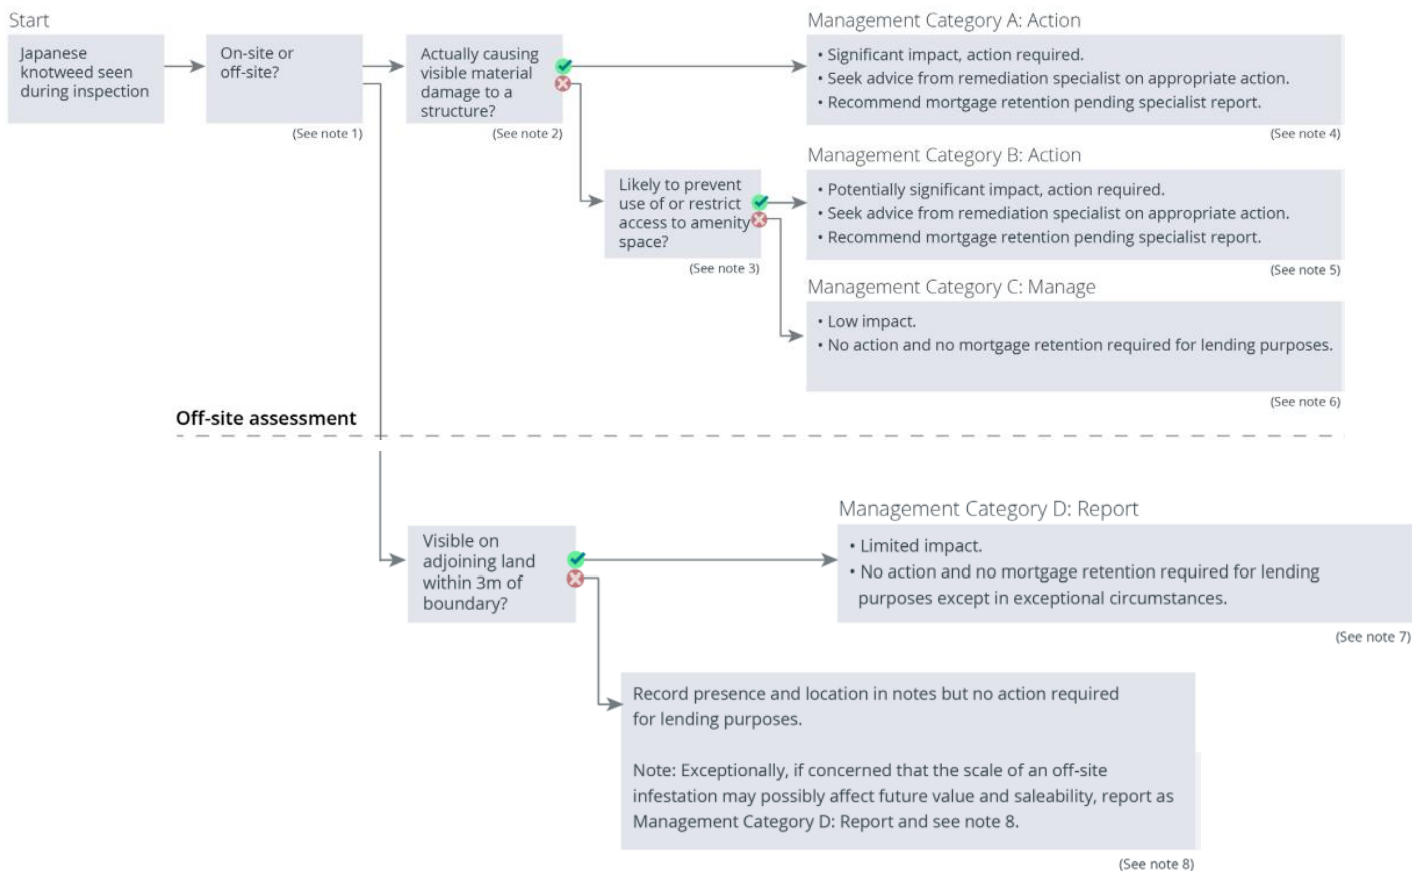 Start
Japanese
knotweed seen
during inspection
On-site or
off-site?
(See note 1)
Actually causing
visible material
damage to a
structure?
(See note 2)
Management Category A: Action
• Significant impact, action required.
• Seek advice from remediation specialist on appropriate action.
• Recommend mortgage retention pending specialist report.
(See note 4)
Likely to prevent
use of or restrict
access to amenity
space?
(See note 3)
Management Category B: Action
• Potentially significant impact, action required.
• Seek advice from remediation specialist on appropriate action.
• Recommend mortgage retention pending specialist report.
(See note 5)
Management Category C: Manage
• Low impact.
• No action and no mortgage retention required for lending purposes.
(See note 6)
Off-site assessment
Visible on
adjoining land
within 3m of
boundary?
Management Category D: Report
• Limited impact.
• No action and no mortgage retention required for lending
purposes except in exceptional circumstances.
(See note 7)
Record presence and location in notes but no action required
for lending purposes.
Note: Exceptionally, if concerned that the scale of an off-site
infestation may possibly affect future value and saleability, report as
Management Category D: Report and see note 8.
(See note 8)